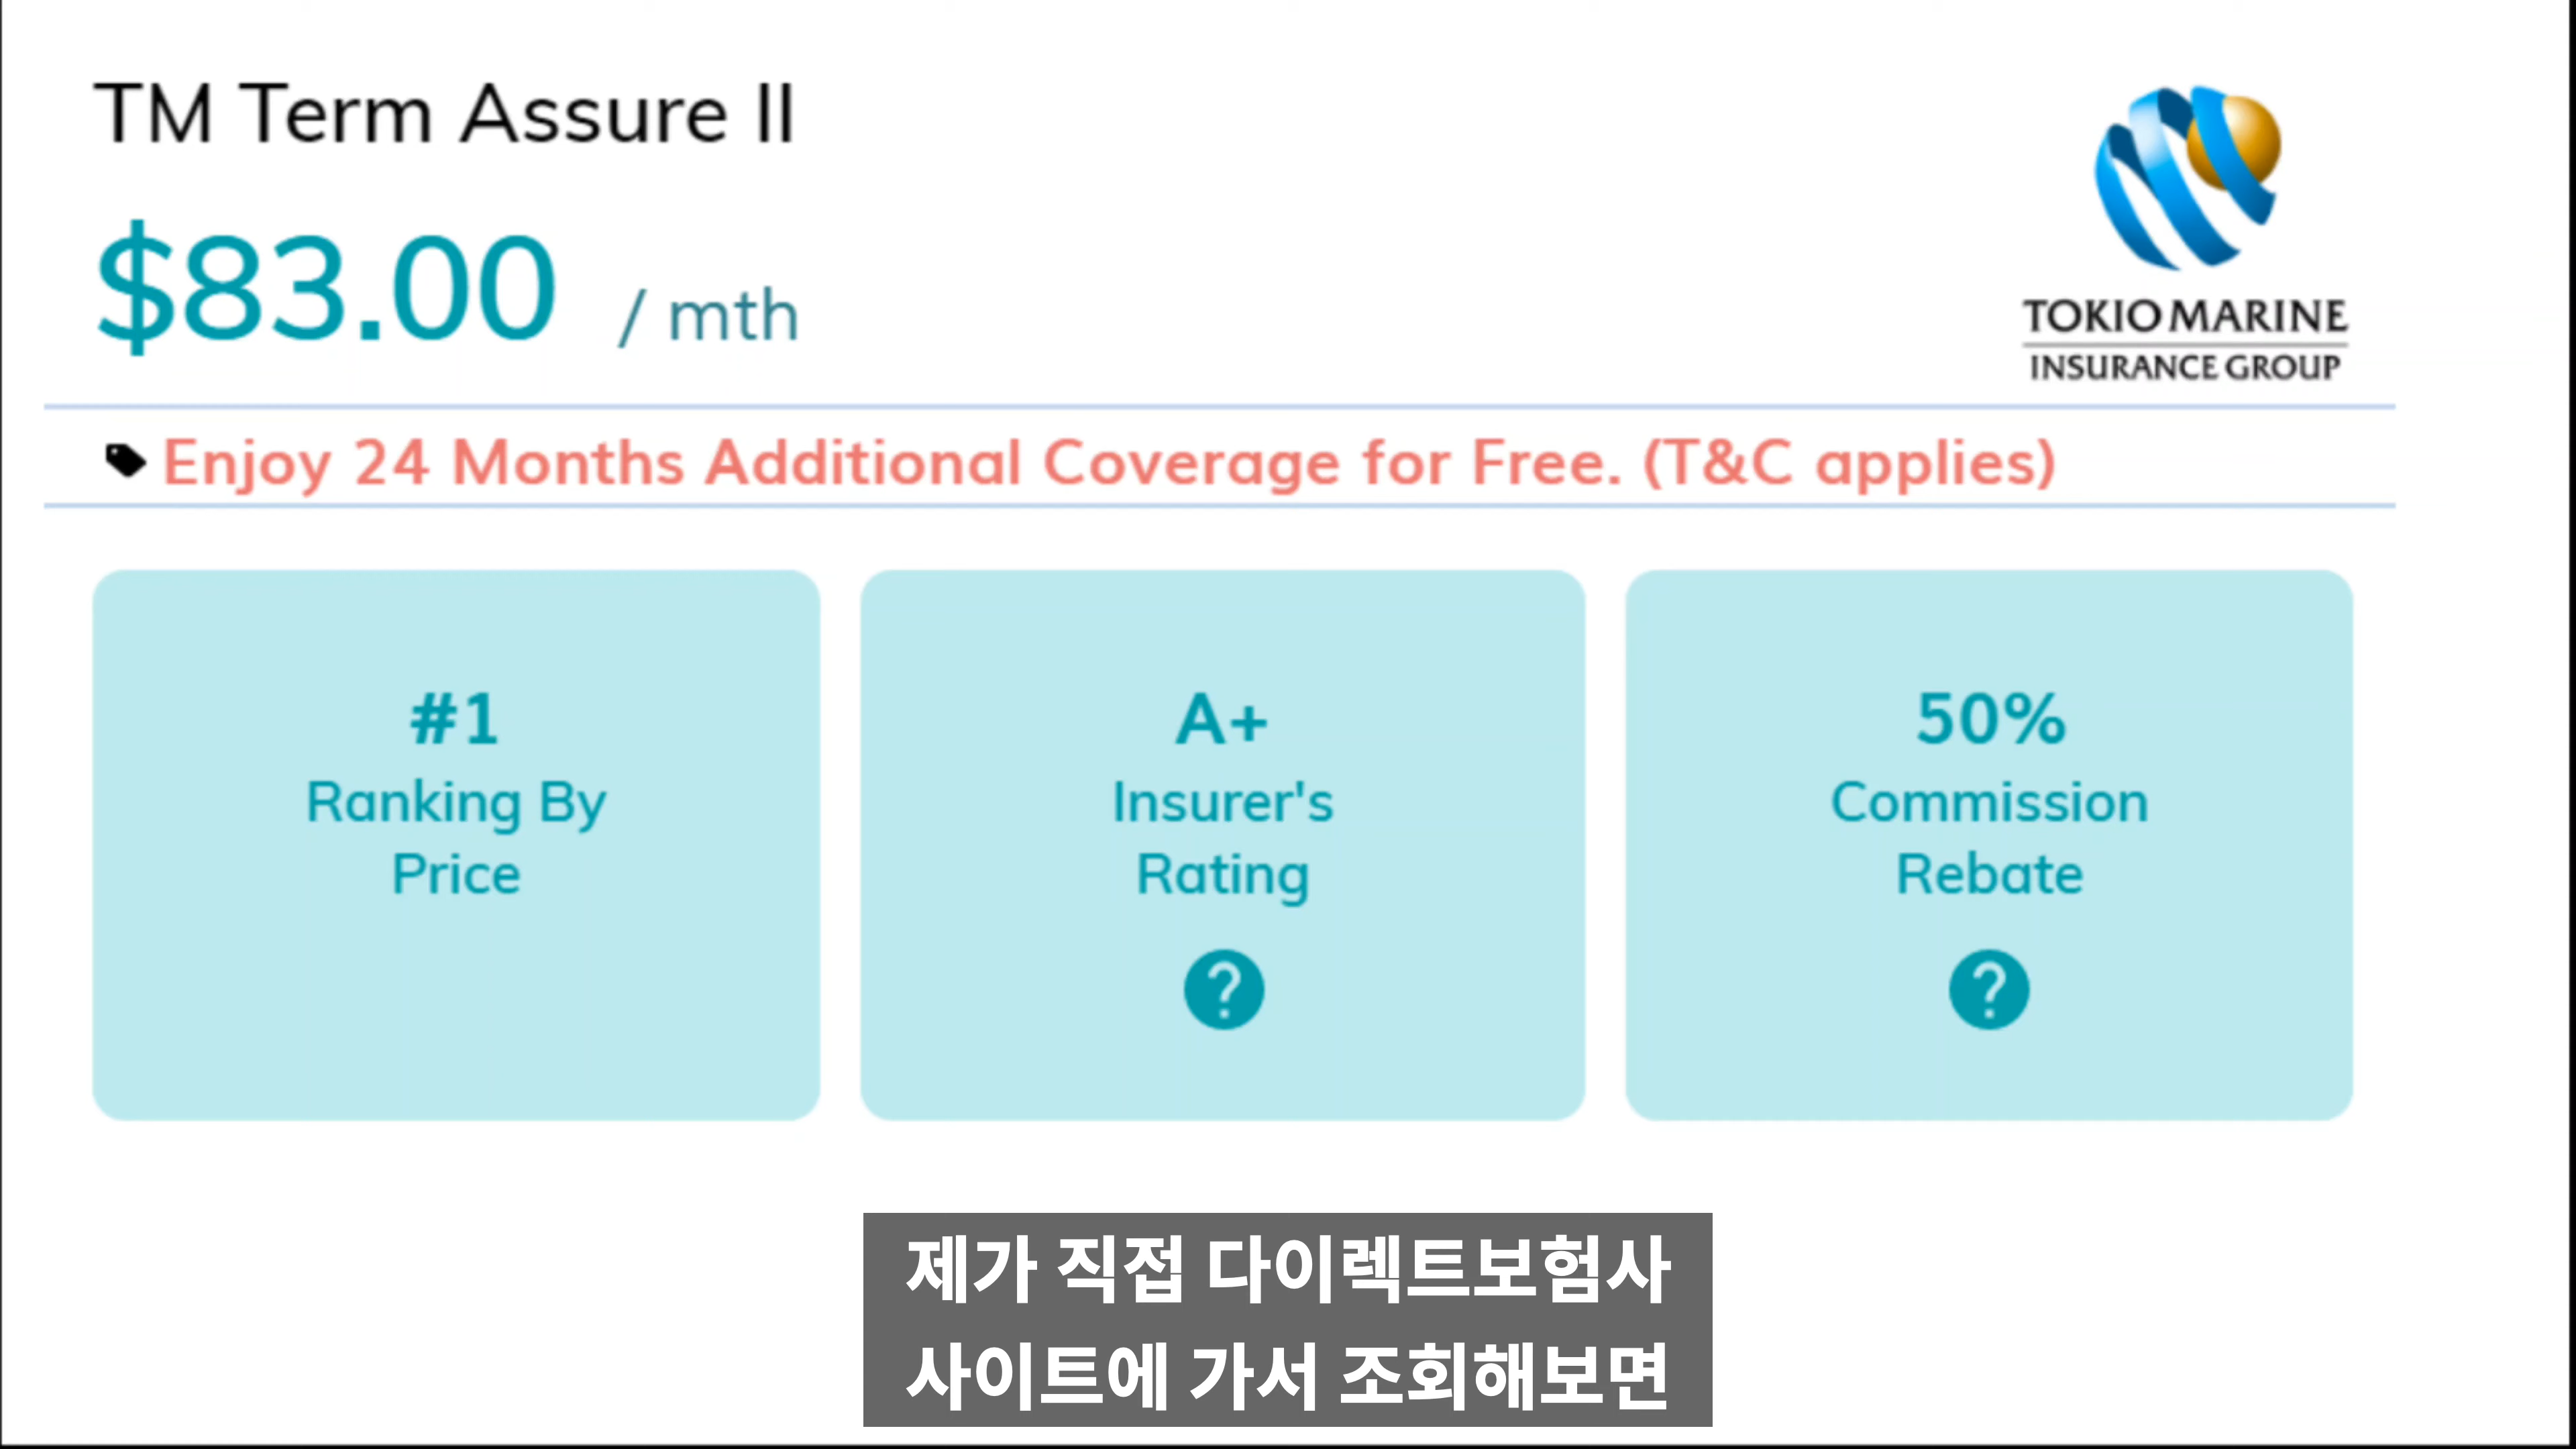 TM Term Assure II
$83.00 / mth
TOKIO MARINE
INSURANCE GROUP
Enjoy 24 Months Additional Coverage for Free. (T&C applies)
#1
Ranking By
Price
A+
Insurer's
Rating
?
50%
Commission
Rebate
?
제가 직접 다이렉트보험사
사이트에 가서 조회해보면